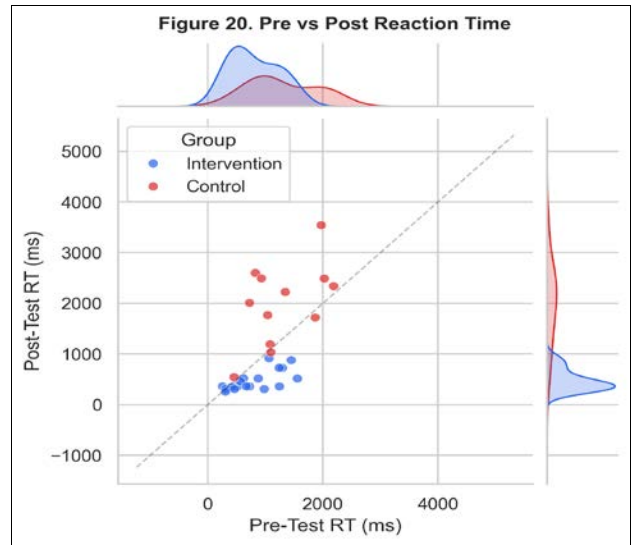 Figure 20. Pre vs Post Reaction Time
Group
Intervention
Control
5000
4000
3000
2000
1000
0
−1000
Post-Test RT (ms)
0 2000 4000
Pre-Test RT (ms)